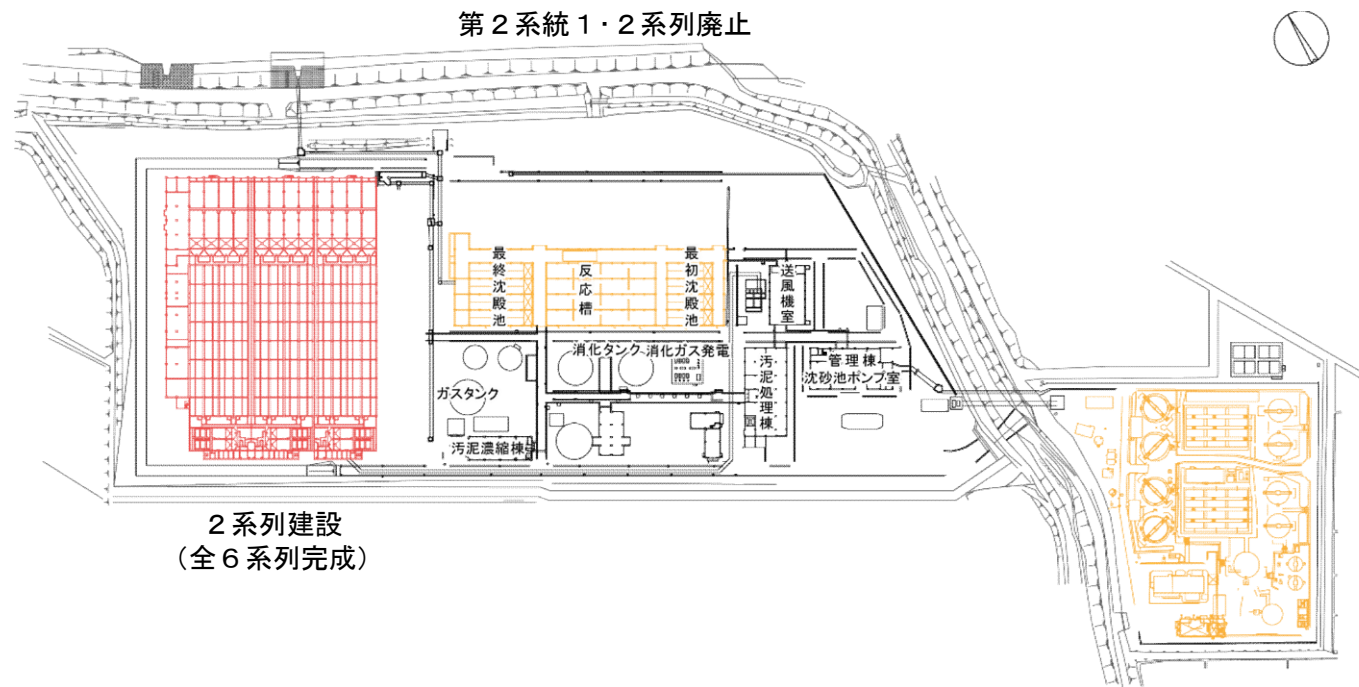 第２系統１・２系列廃止
最終沈殿池
反応槽
最初沈殿池
送風機室
消化タンク
消化ガス発電
汚泥処理棟
管理棟
沈砂池ポンプ室
ガスタンク
汚泥濃縮棟
２系列建設
（全６系列完成）